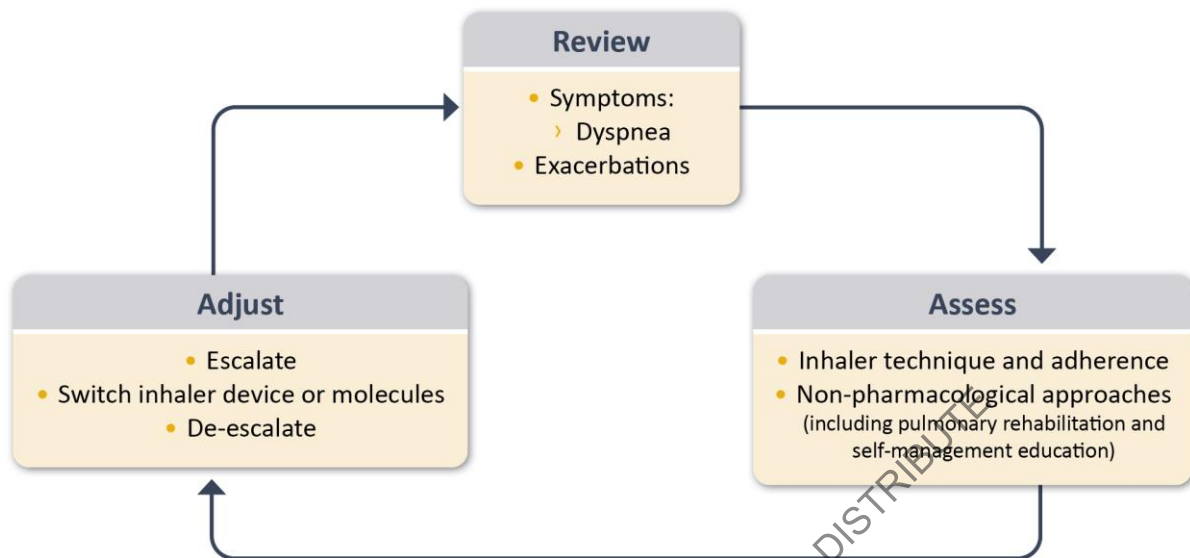 Review
• Symptoms:
› Dyspnea
• Exacerbations
Adjust
• Escalate
• Switch inhaler device or molecules
• De-escalate
Assess
• Inhaler technique and adherence
• Non-pharmacological approaches
(including pulmonary rehabilitation and
self-management education)
DISTRIBUTE